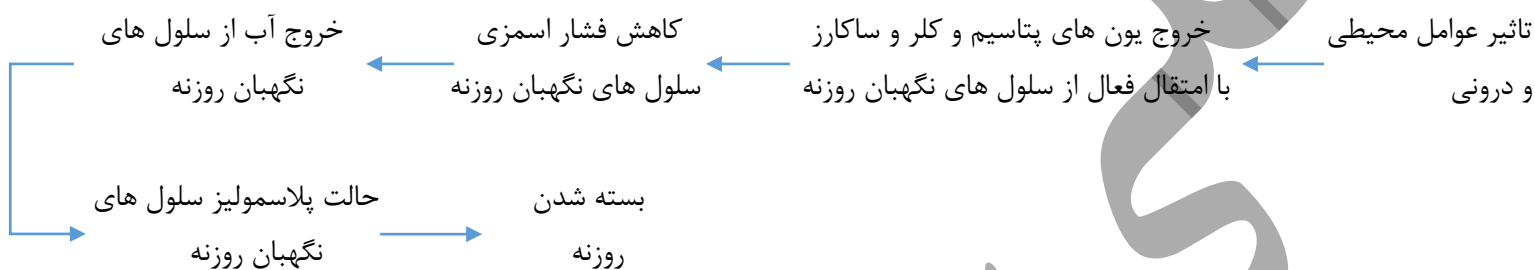 تاثیر عوامل محیطی
و درونی
خروج یون های پتاسیم و کلر و ساکارز
با امتقال فعال از سلول های نگهبان روزنه
کاهش فشار اسمزی
سلول های نگهبان روزنه
خروج آب از سلول های
نگهبان روزنه
حالت پلاسمولیز سلول های
نگهبان روزنه
بسته شدن
روزنه